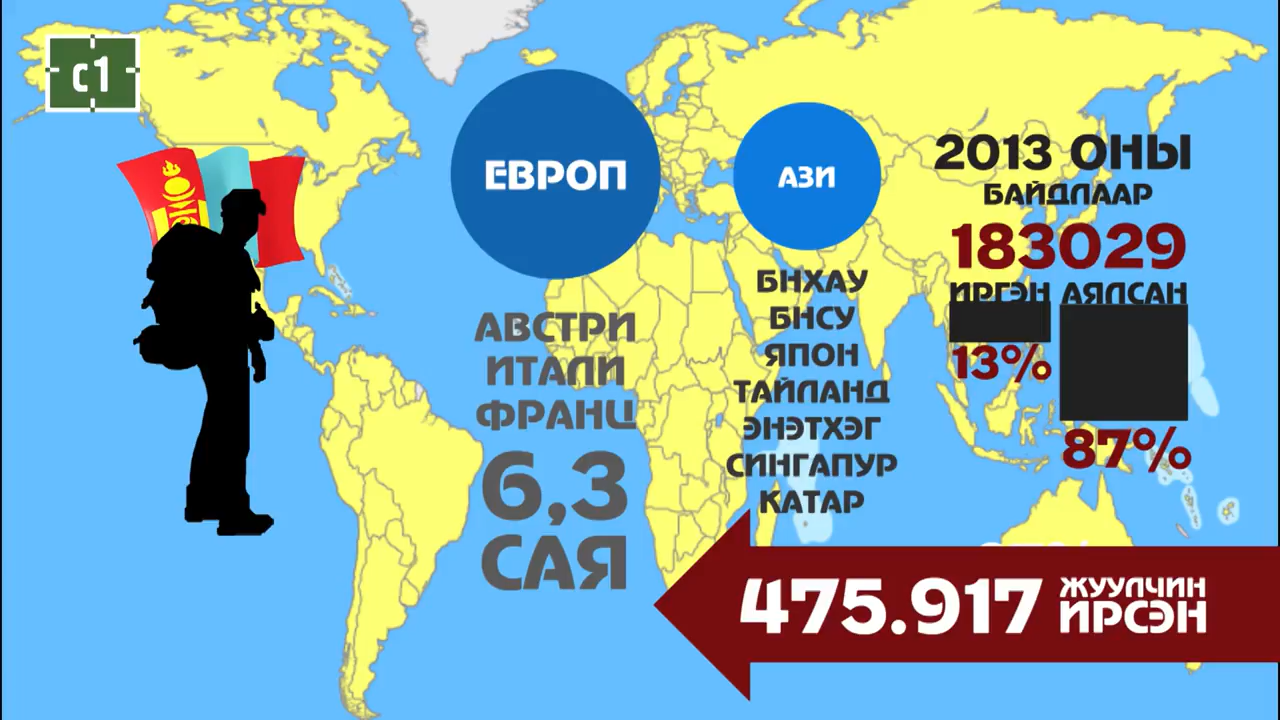 c1
ЕВРОП
АВСТРИ
ИТАЛИ
ФРАНЦ
6,3
САЯ
АЗИ
БНХАУ
БНСУ
ЯПОН
ТАЙЛАНД
ЭНЭТХЭГ
СИНГАПУР
КАТАР
2013 ОНЫ
БАЙДЛААР
183029
ИРГЭН АЯЛСАН
13%
87%
475.917 ЖУУЛЧИН
ИРСЭН